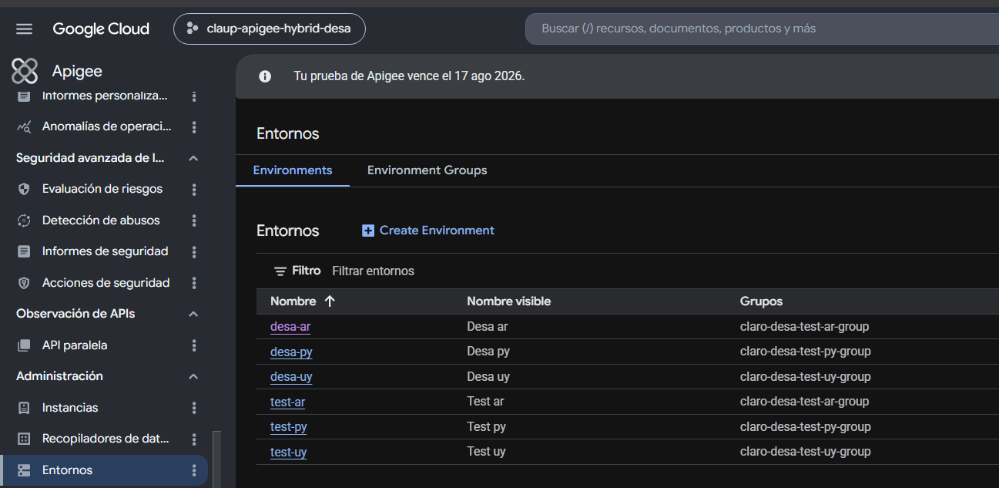 Google Cloud
claup-apigee-hybrid-desa
Buscar (/) recursos, documentos, productos y más
Apigee
Informes personaliza...
Anomalías de operaci...
Seguridad avanzada de l...
Evaluación de riesgos
Detección de abusos
Informes de seguridad
Acciones de seguridad
Observación de APIs
API paralela
Administración
Instancias
Recopiladores de dat...
Entornos
Tu prueba de Apigee vence el 17 ago 2026.
Entornos
Environments Environment Groups
Entornos Create Environment
Filtro Filtrar entornos
Nombre Nombre visible Grupos
desa-ar Desa ar claro-desa-test-ar-group
desa-py Desa py claro-desa-test-py-group
desa-uy Desa uy claro-desa-test-uy-group
test-ar Test ar claro-desa-test-ar-group
test-py Test py claro-desa-test-py-group
test-uy Test uy claro-desa-test-uy-group